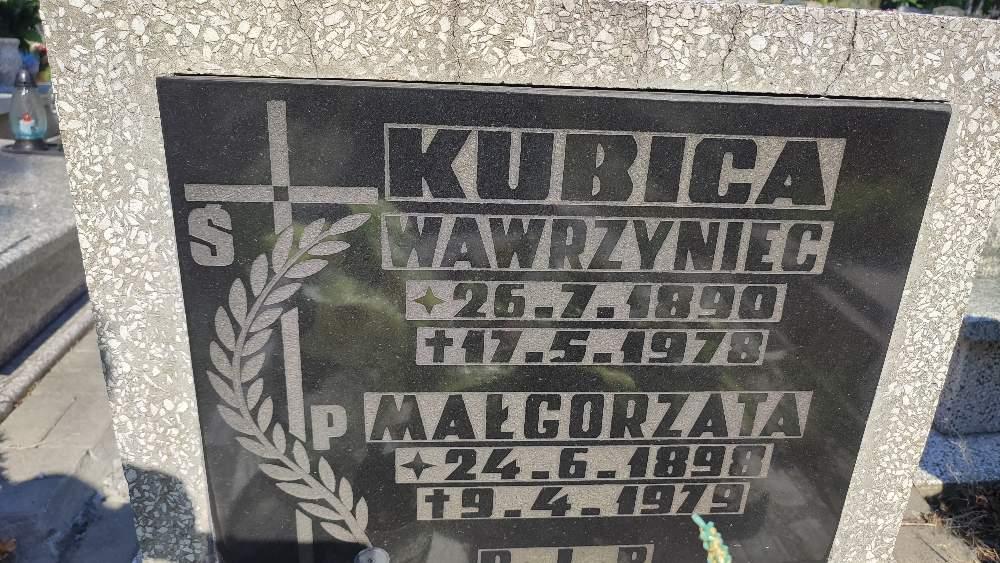 KUBICA
Ś
WAWRZYNIEC
26.7.1890
†17.5.1978
P
MAŁGORZATA
24.6.1898
†9.4.1979